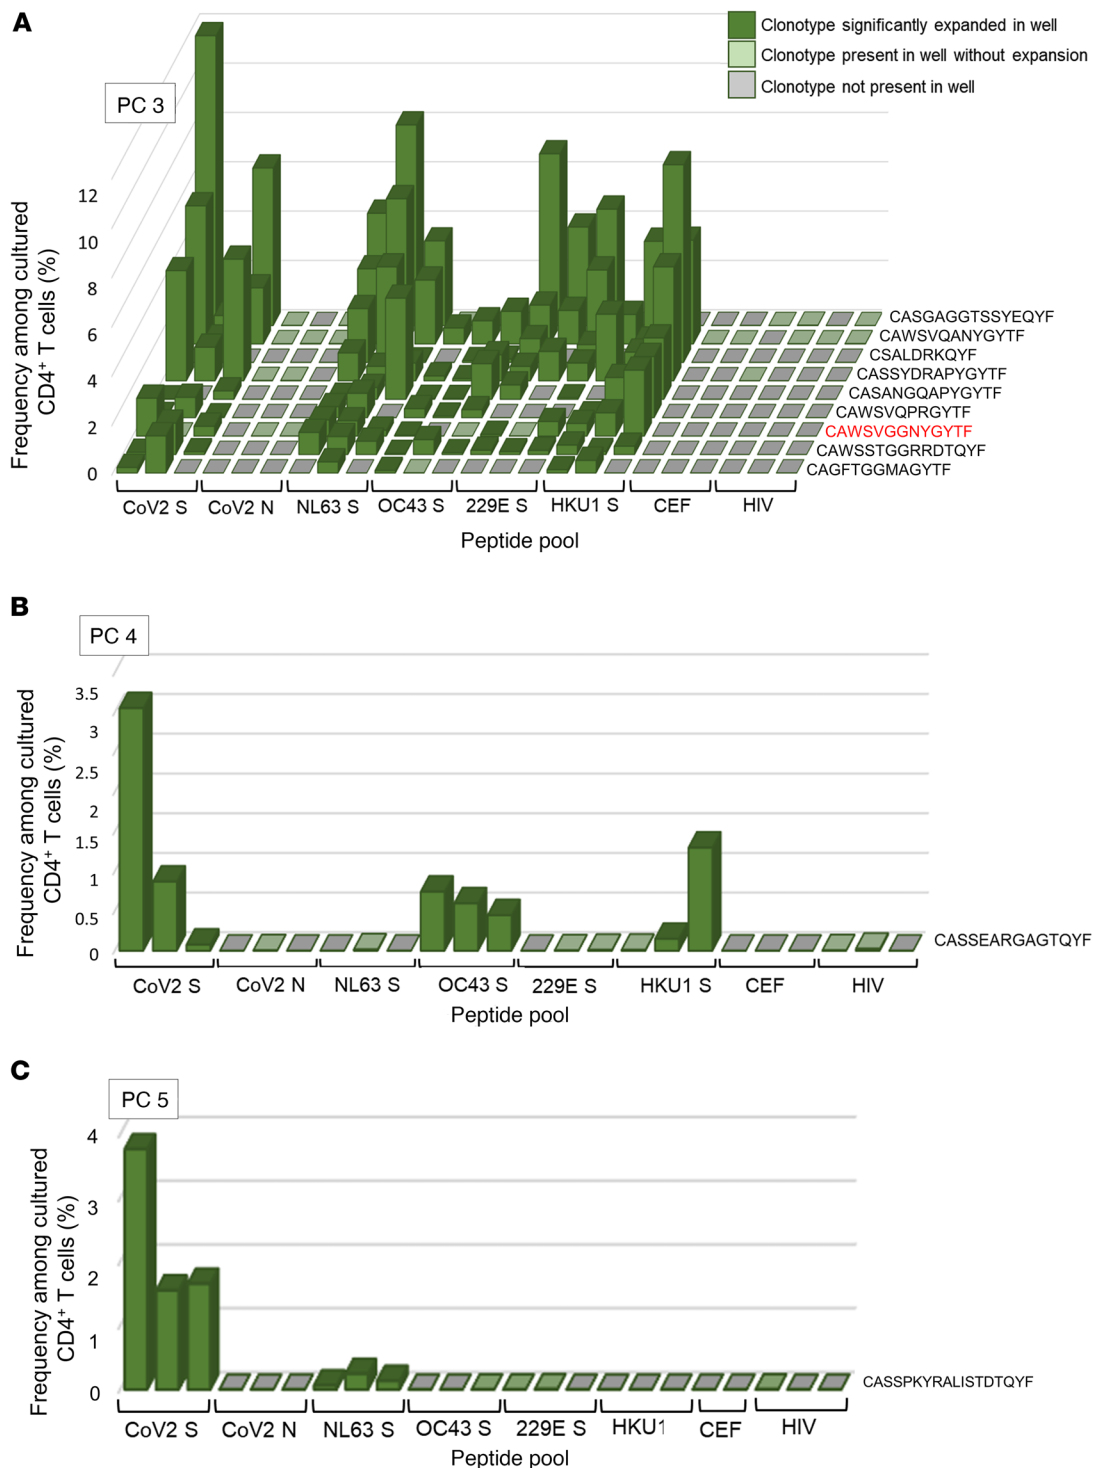 A
Clonotype significantly expanded in well
Clonotype present in well without expansion
Clonotype not present in well
PC 3
Frequency among cultured
CD4⁺ T cells (%)
12
10
8
6
4
2
0
CASGAGGTSSYEQYF
CAWSVQANYGYTF
CSALDRKQYF
CASSYDRAPYGYTF
CASANGQAPYGYTF
CAWSVQPRGYTF
CAWSVGGNYGYTF
CAWSSTGGRRDTQYF
CAGFTGGMAGYTF
CoV2 S CoV2 N NL63 S OC43 S 229E S HKU1 S CEF HIV
Peptide pool
B
PC 4
Frequency among cultured
CD4⁺ T cells (%)
3.5
3
2.5
2
1.5
1
0.5
0
CASSEARGAGTQYF
CoV2 S CoV2 N NL63 S OC43 S 229E S HKU1 S CEF HIV
Peptide pool
C
PC 5
Frequency among cultured
CD4⁺ T cells (%)
4
3
2
1
0
CASSPKYRALISTDTQYF
CoV2 S CoV2 N NL63 S OC43 S 229E S HKU1 CEF HIV
Peptide pool